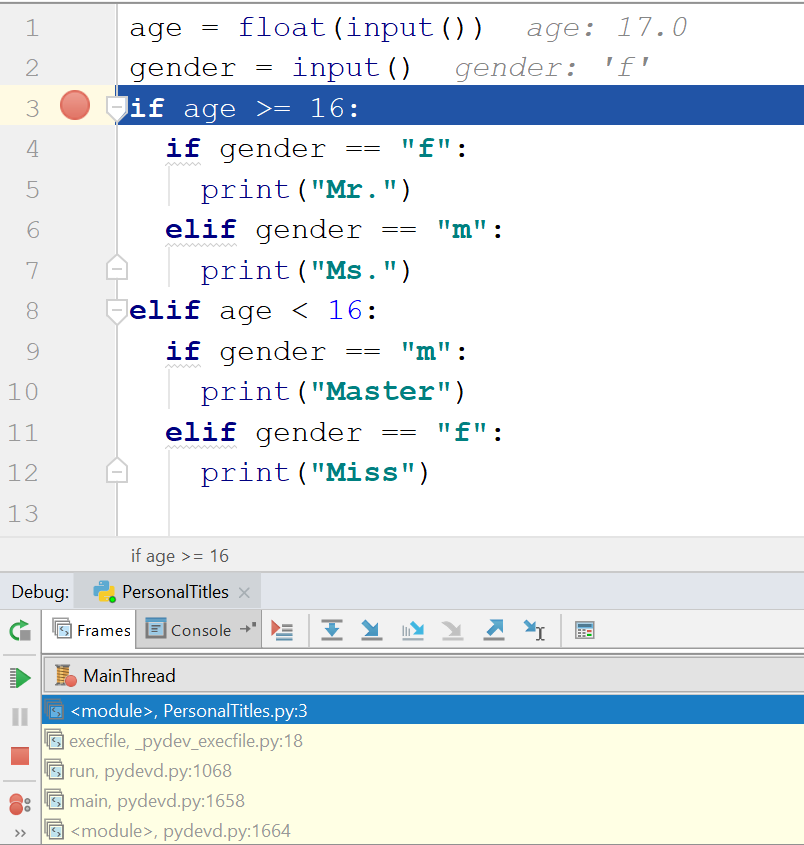 1 age = float(input()) age: 17.0
2 gender = input() gender: 'f'
3 if age >= 16:
4 if gender == "f":
5 print("Mr.")
6 elif gender == "m":
7 print("Ms.")
8 elif age < 16:
9 if gender == "m":
10 print("Master")
11 elif gender == "f":
12 print("Miss")
13
if age >= 16
Debug: PersonalTitles
Frames Console
MainThread
<module>, PersonalTitles.py:3
execfile, _pydev_execfile.py:18
run, pydevd.py:1068
main, pydevd.py:1658
<module>, pydevd.py:1664